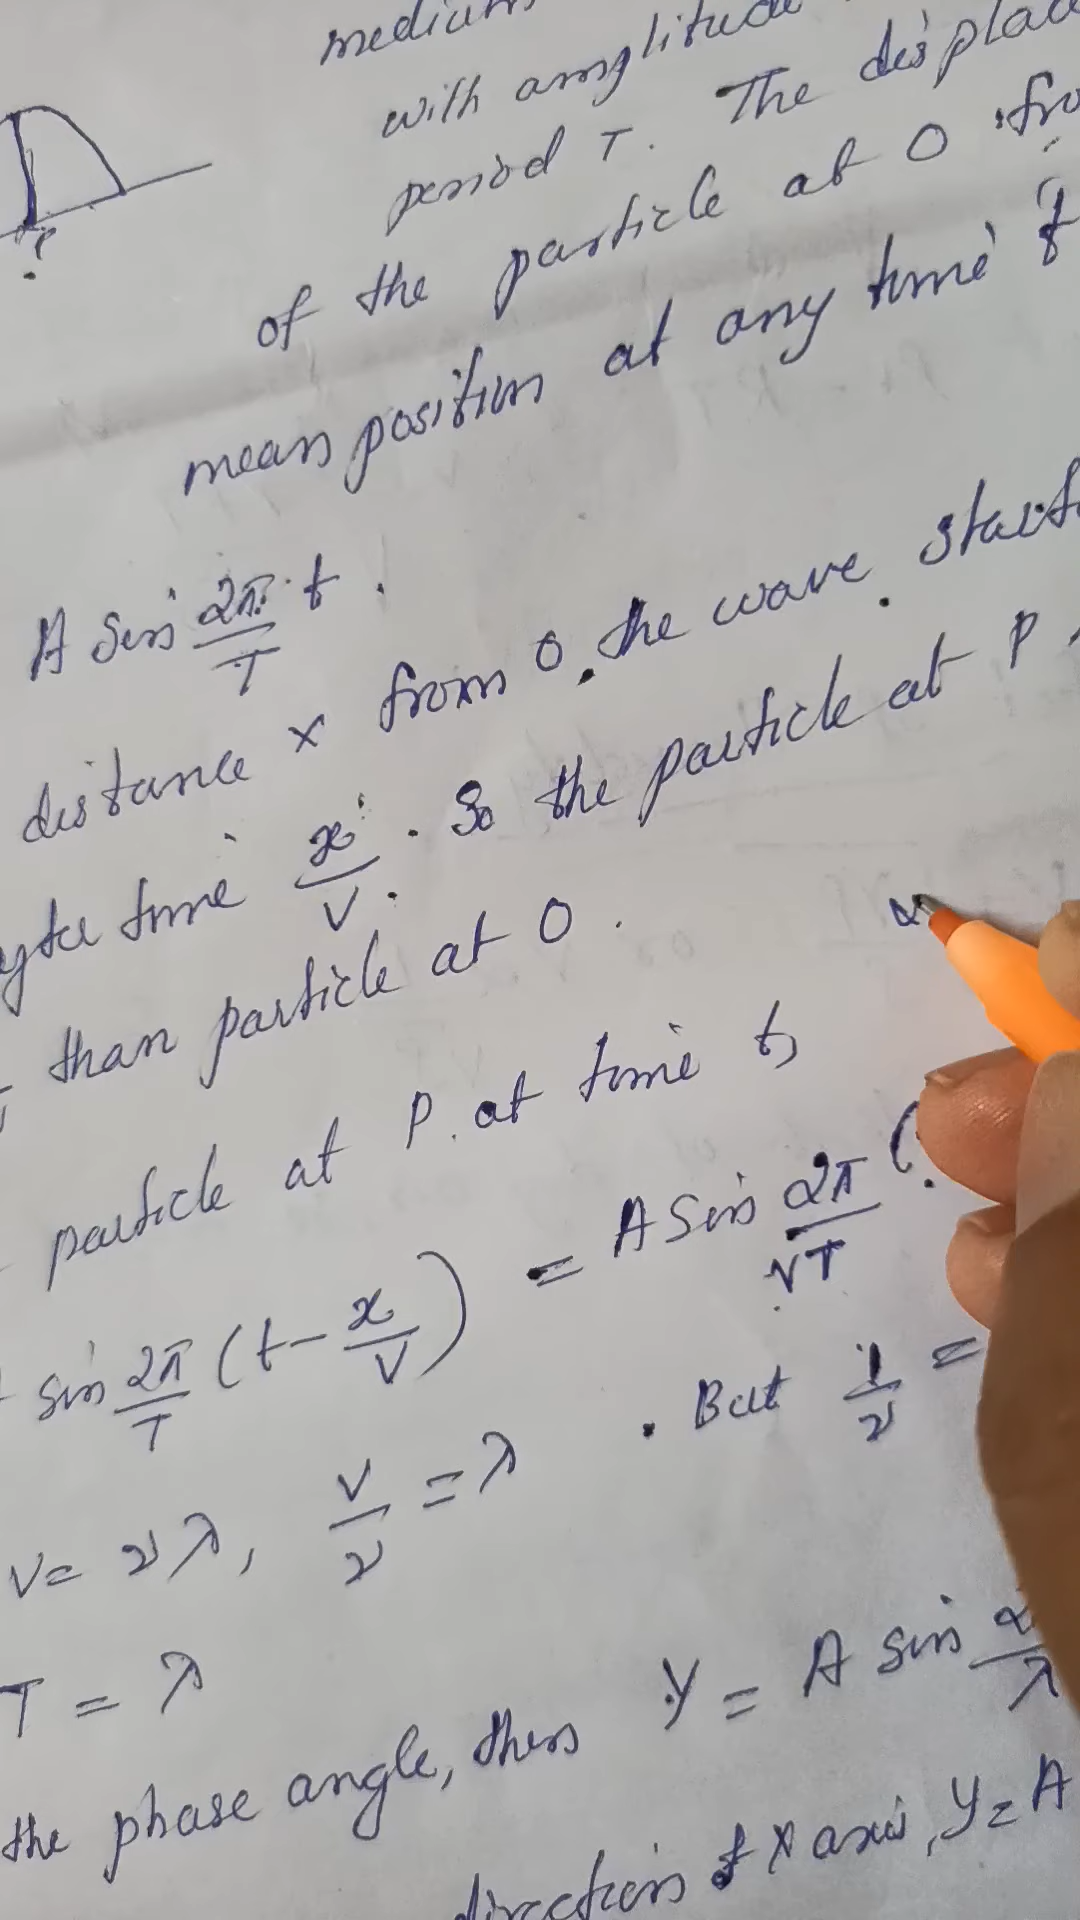 medium
with amplitude
period T. The displac
of the particle at O fro
mean position at any time t
A sin 2π/T t.
distance x from O, the wave start
time x/V. So the particle at P
than particle at O.
particle at P at time t,
sin 2π/T (t - x/V) = A sin 2π/VT (
V = νλ, V/ν = λ. But 1/ν =
T = λ
the phase angle, then Y = A sin 2/λ
direction of X axis, Y = A
P